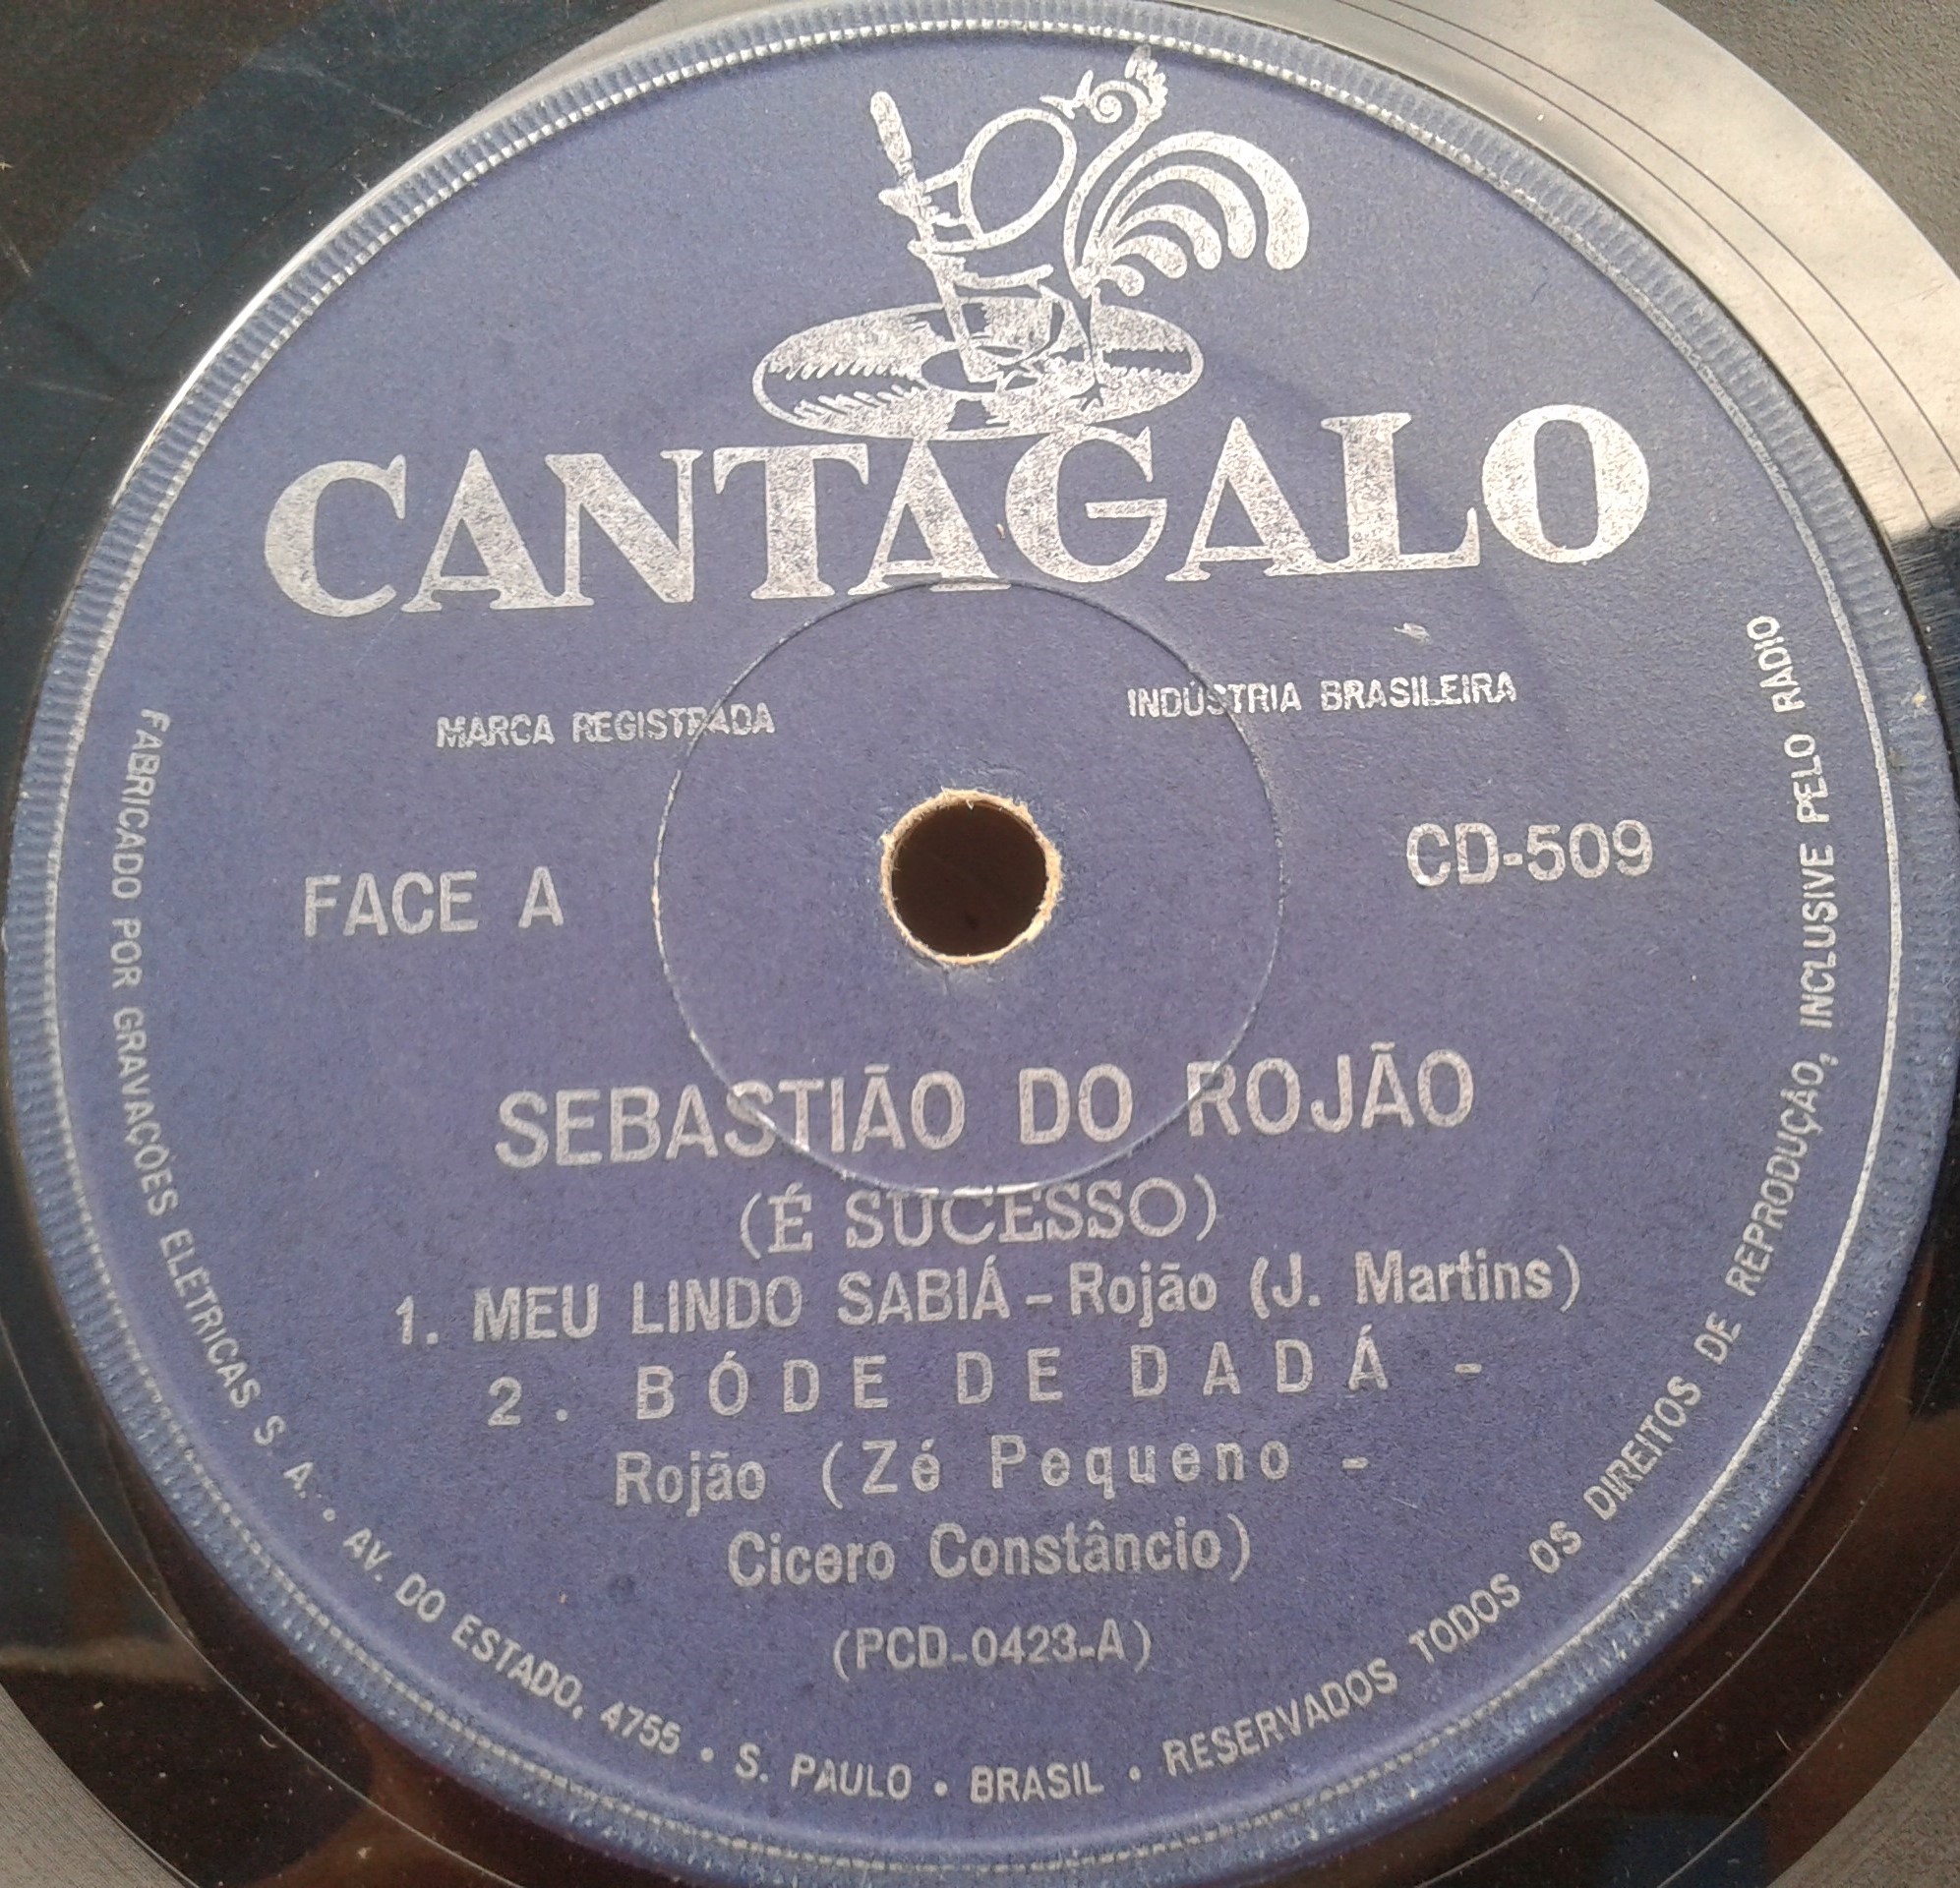 CANTAGALO
MARCA REGISTRADA
INDÚSTRIA BRASILEIRA
FACE A
CD-509
SEBASTIÃO DO ROJÃO
(É SUCESSO)
1. MEU LINDO SABIÁ - Rojão (J. Martins)
2. BÓDE DE DADÁ -
Rojão (Zé Pequeno -
Cicero Constâncio)
(PCD-0423-A)
FABRICADO POR GRAVAÇÕES ELETRICAS S. A. • AV. DO ESTADO, 4755 • S. PAULO • BRASIL • RESERVADOS TODOS OS DIREITOS DE REPRODUÇÃO, INCLUSIVE PELO RADIO